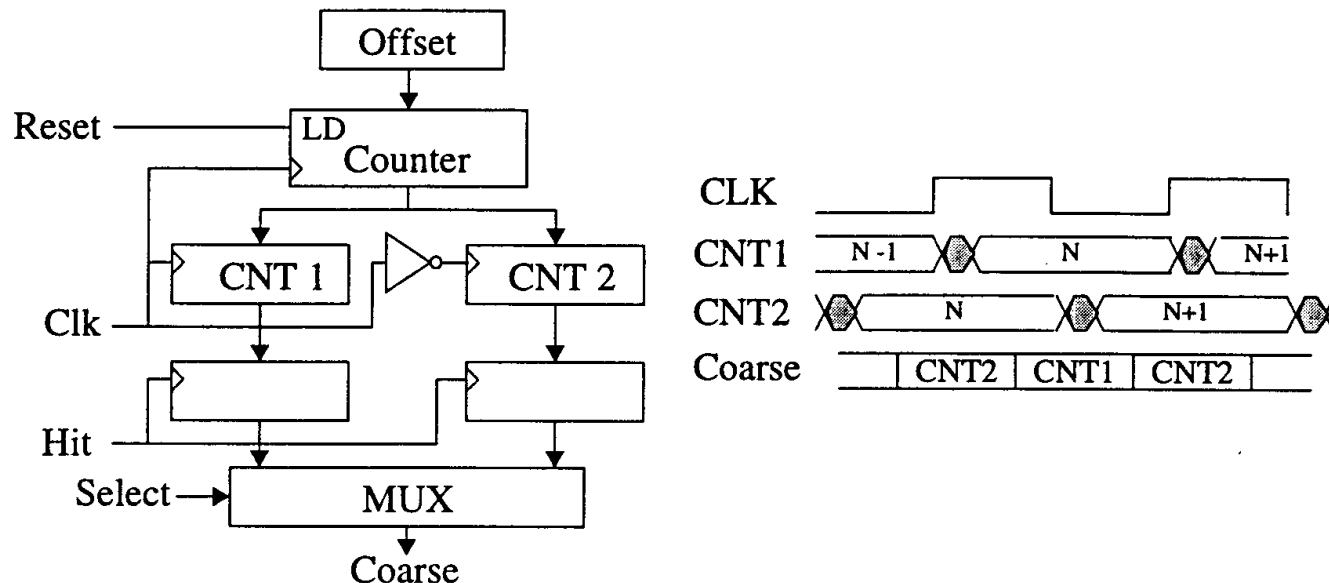 Offset
Reset
LD
Counter
CNT 1
CNT 2
Clk
Hit
Select
MUX
Coarse
CLK
CNT1
N -1
N
N+1
CNT2
N
N+1
Coarse
CNT2
CNT1
CNT2